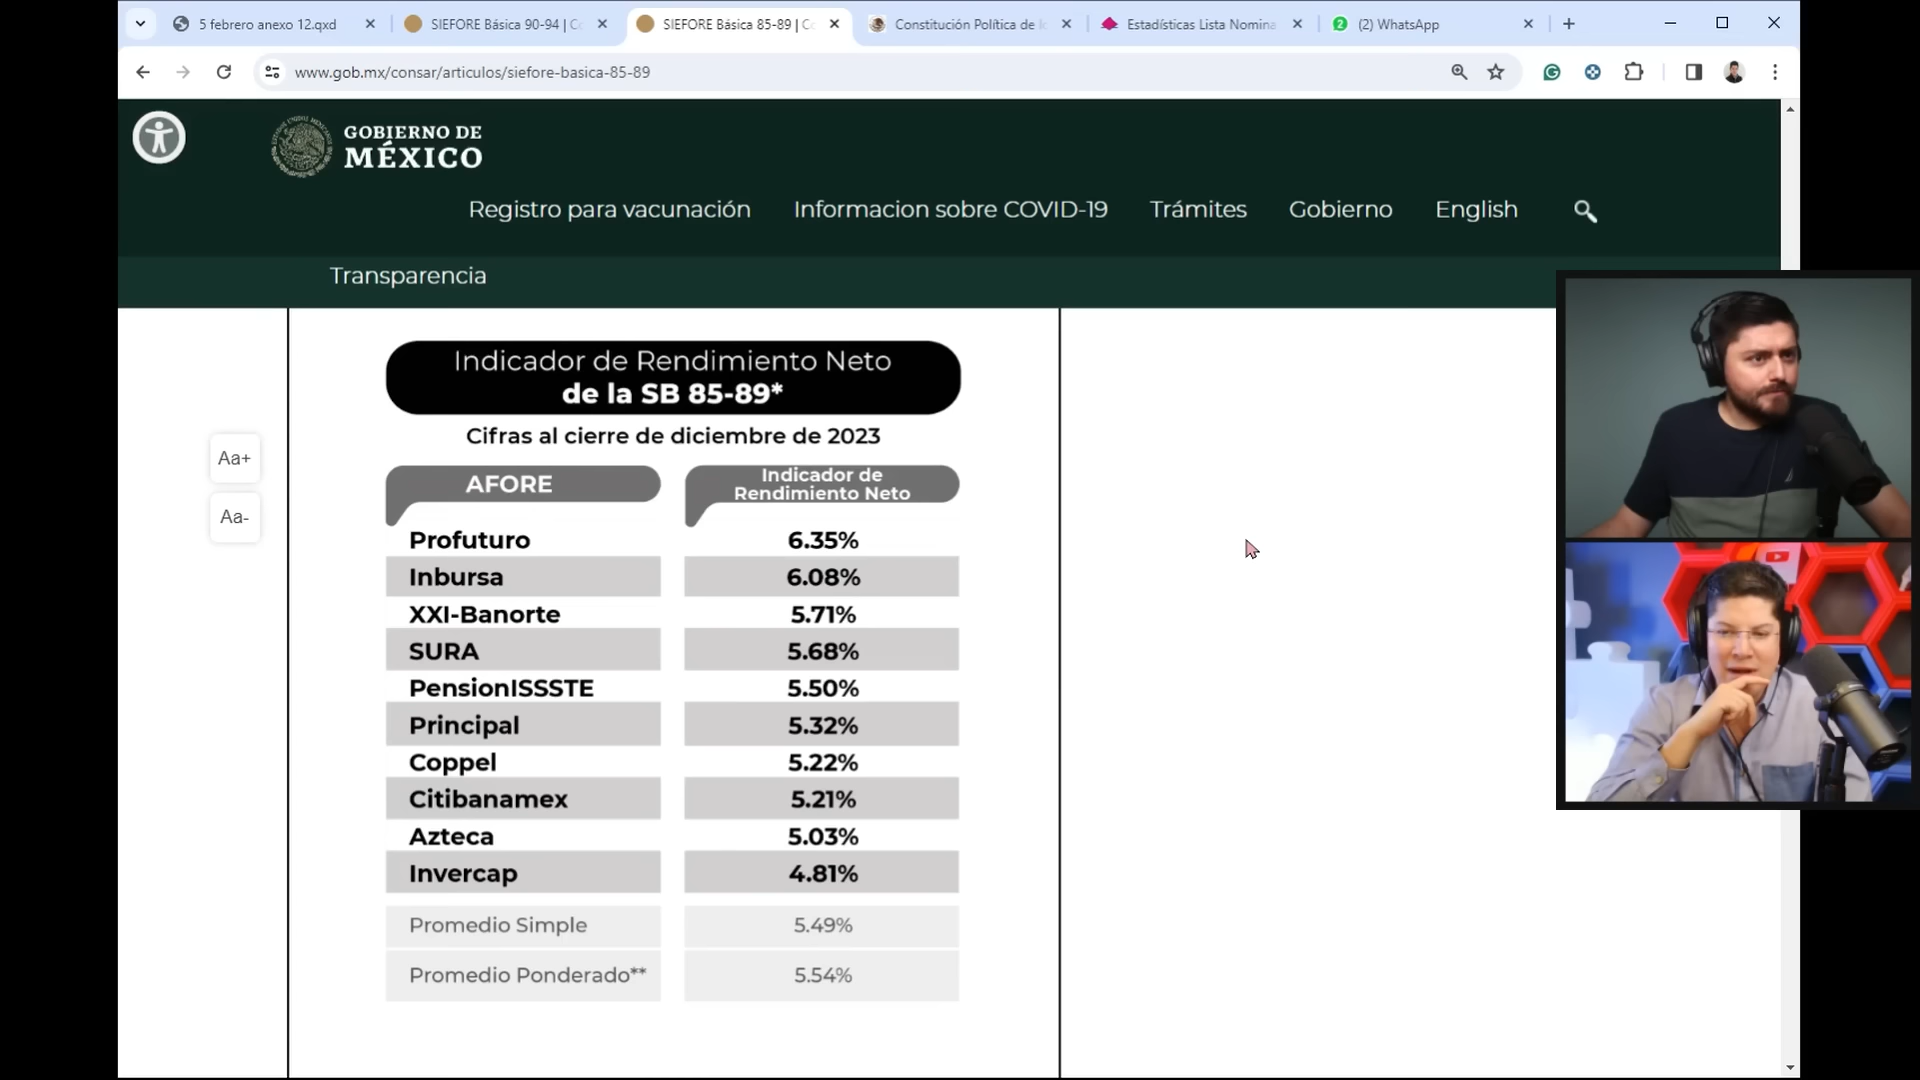 5 febrero anexo 12.qxd
SIEFORE Básica 90-94 | Co
SIEFORE Básica 85-89 | Co
Constitución Política de lo
Estadísticas Lista Nomina
(2) WhatsApp
www.gob.mx/consar/articulos/siefore-basica-85-89
GOBIERNO DE
MÉXICO
Registro para vacunación
Informacion sobre COVID-19
Trámites
Gobierno
English
Transparencia
Indicador de Rendimiento Neto
de la SB 85-89*
Cifras al cierre de diciembre de 2023
Aa+
Aa-
AFORE
Indicador de
Rendimiento Neto
Profuturo 6.35%
Inbursa 6.08%
XXI-Banorte 5.71%
SURA 5.68%
PensionISSSTE 5.50%
Principal 5.32%
Coppel 5.22%
Citibanamex 5.21%
Azteca 5.03%
Invercap 4.81%
Promedio Simple 5.49%
Promedio Ponderado** 5.54%